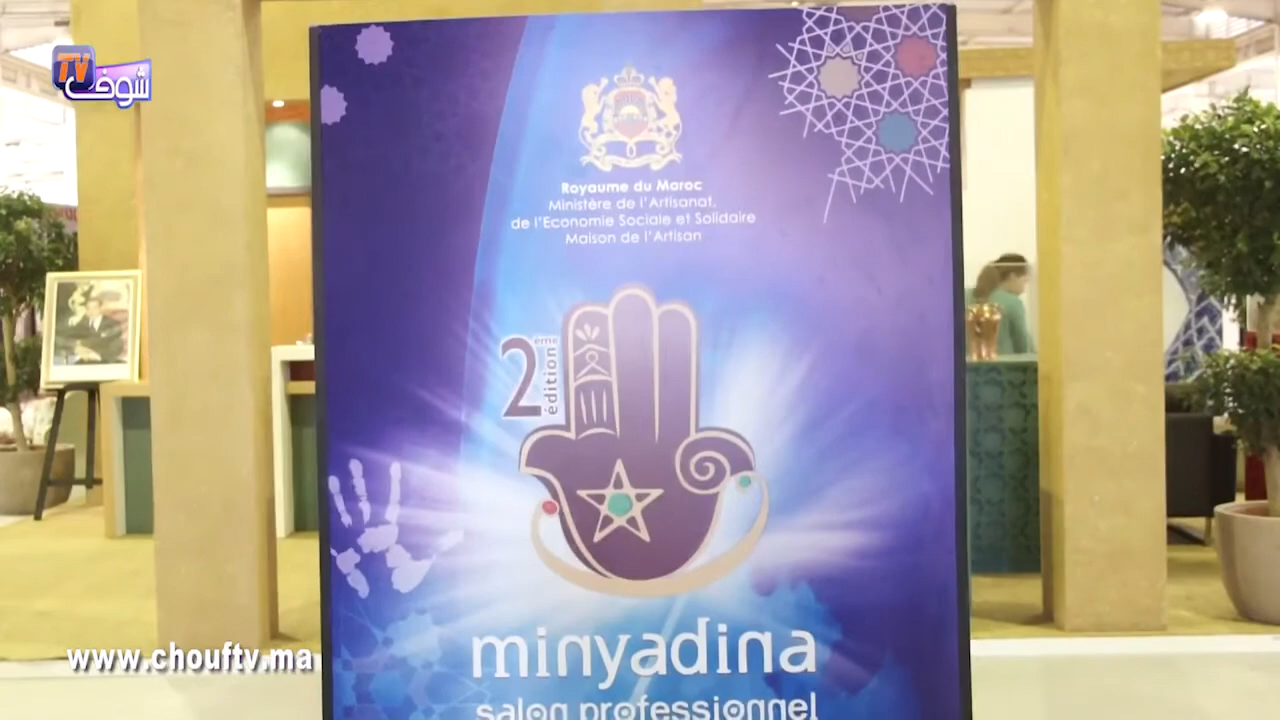 TV شوف
Royaume du Maroc
Ministère de l'Artisanat,
de l'Economie Sociale et Solidaire
Maison de l'Artisan
2ème édition
minyadina
salon professionnel
www.chouftv.ma